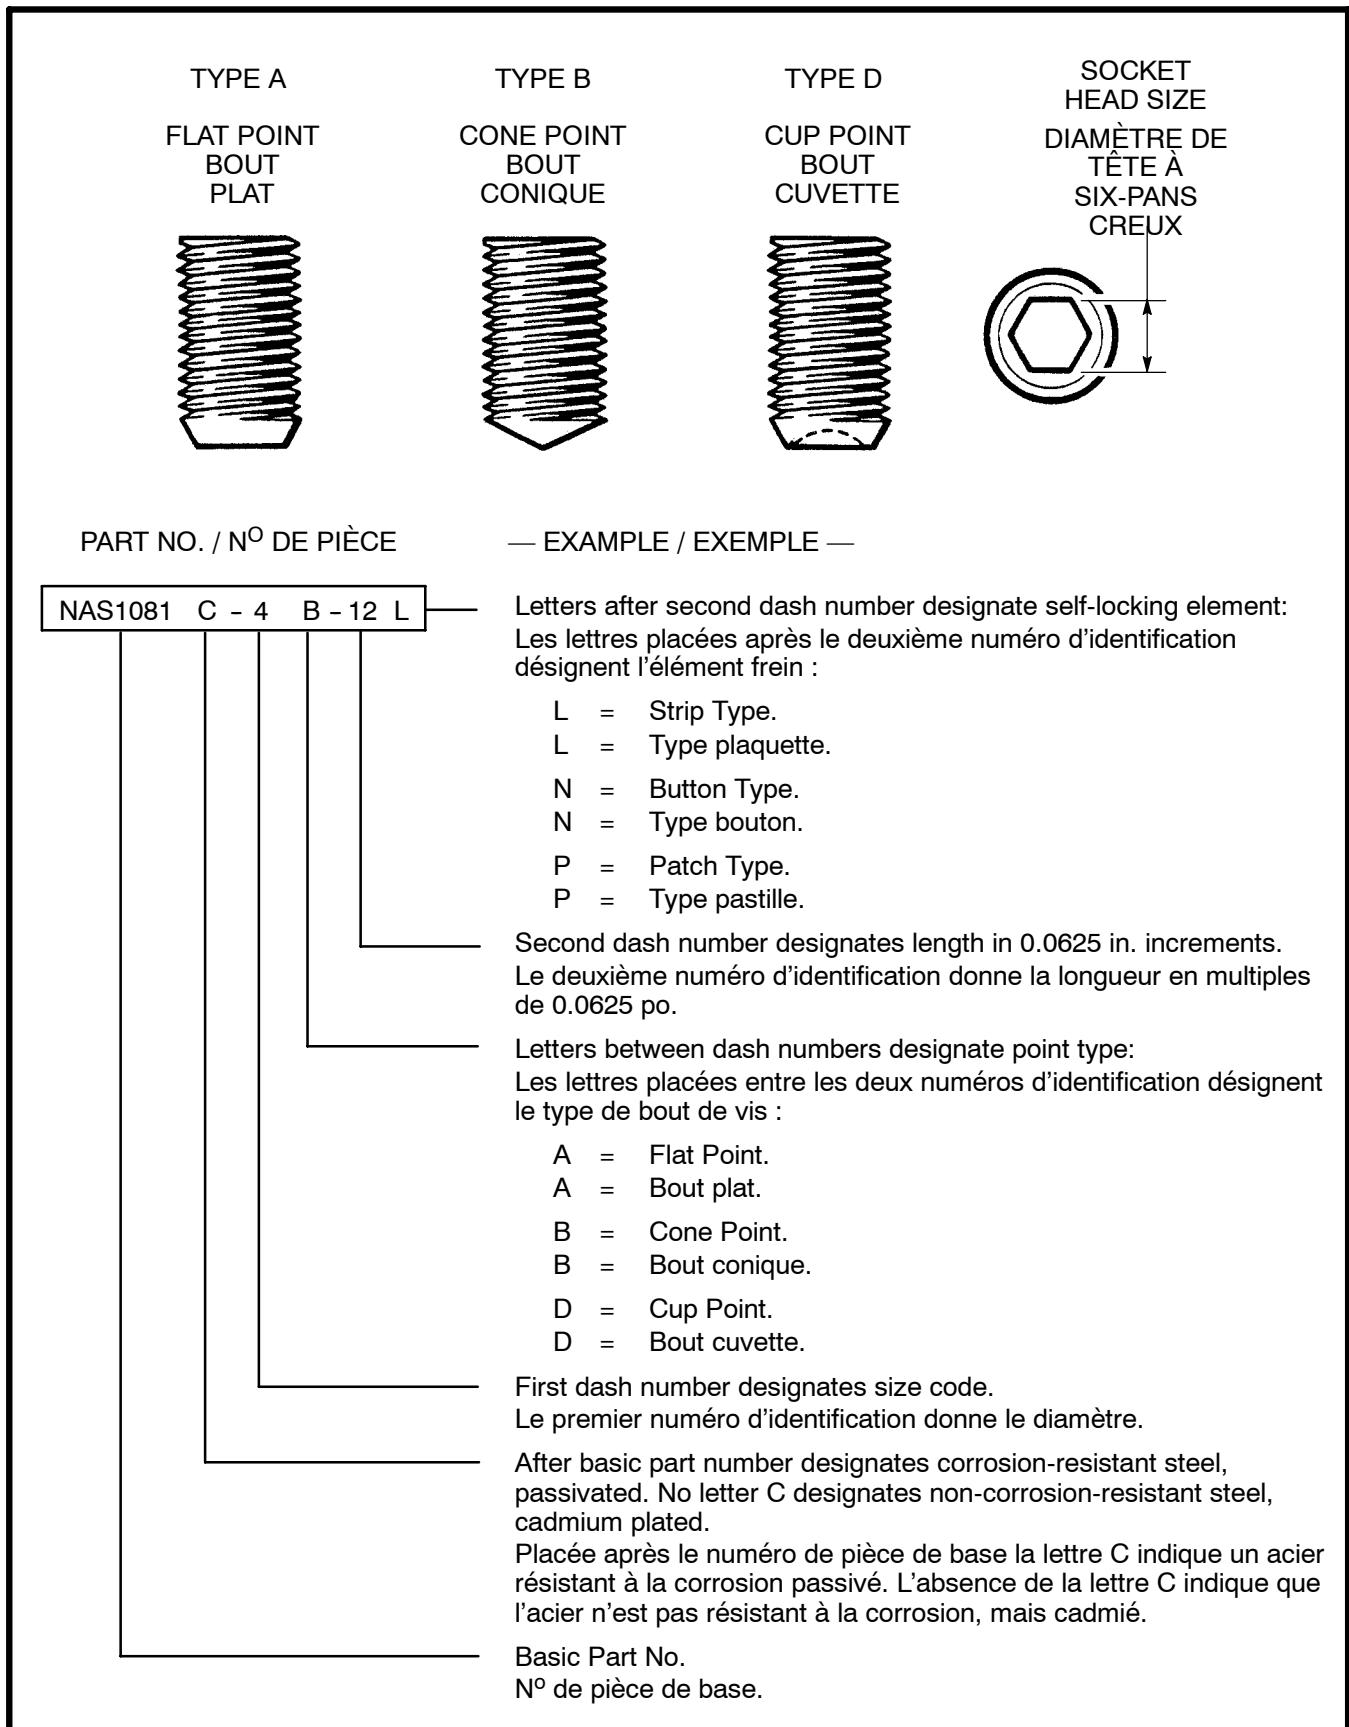 TYPE A
FLAT POINT
BOUT
PLAT
TYPE B
CONE POINT
BOUT
CONIQUE
TYPE D
CUP POINT
BOUT
CUVETTE
SOCKET
HEAD SIZE
DIAMÈTRE DE
TÊTE À
SIX-PANS
CREUX
PART NO. / Nº DE PIÈCE — EXAMPLE / EXEMPLE —
NAS1081 C - 4 B - 12 L
Letters after second dash number designate self-locking element:
Les lettres placées après le deuxième numéro d’identification
désignent l’élément frein :
L = Strip Type.
L = Type plaquette.
N = Button Type.
N = Type bouton.
P = Patch Type.
P = Type pastille.
Second dash number designates length in 0.0625 in. increments.
Le deuxième numéro d’identification donne la longueur en multiples
de 0.0625 po.
Letters between dash numbers designate point type:
Les lettres placées entre les deux numéros d’identification désignent
le type de bout de vis :
A = Flat Point.
A = Bout plat.
B = Cone Point.
B = Bout conique.
D = Cup Point.
D = Bout cuvette.
First dash number designates size code.
Le premier numéro d’identification donne le diamètre.
After basic part number designates corrosion-resistant steel,
passivated. No letter C designates non-corrosion-resistant steel,
cadmium plated.
Placée après le numéro de pièce de base la lettre C indique un acier
résistant à la corrosion passivé. L’absence de la lettre C indique que
l’acier n’est pas résistant à la corrosion, mais cadmié.
Basic Part No.
Nº de pièce de base.